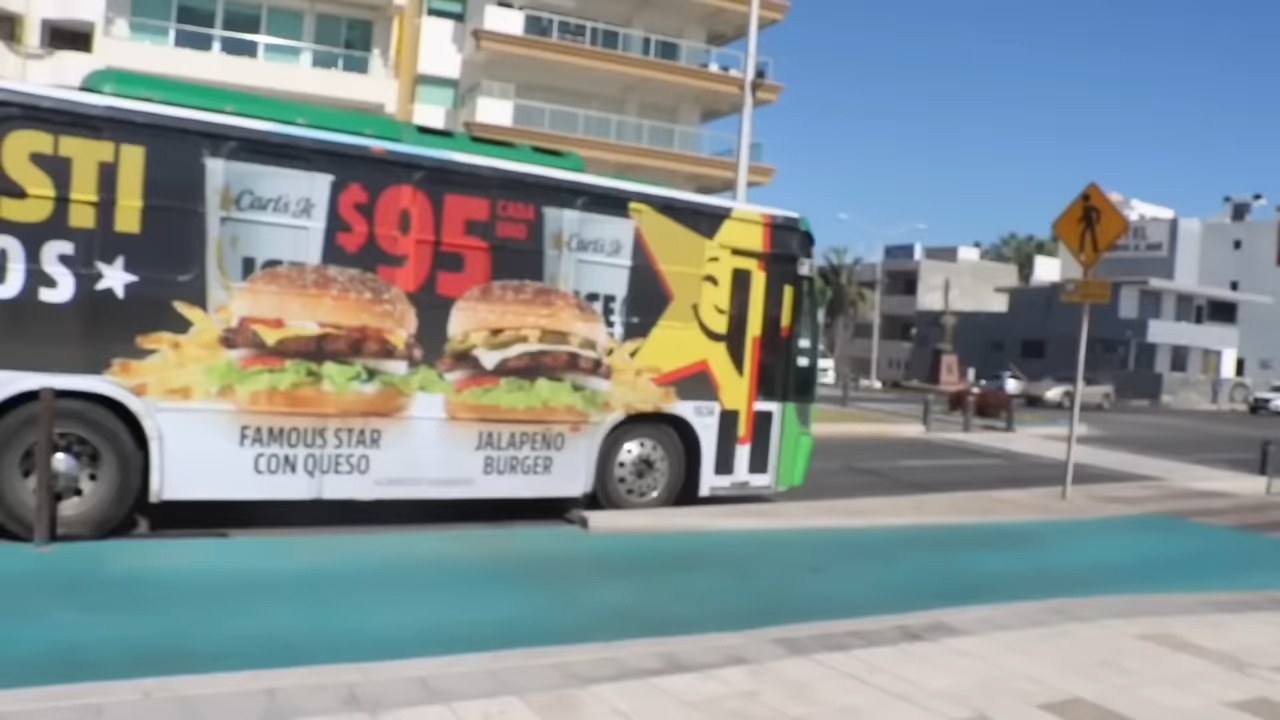 STI
OS
Carl's Jr
$95
CADA
UNO
Carl's Jr
FAMOUS STAR
CON QUESO
JALAPEÑO
BURGER